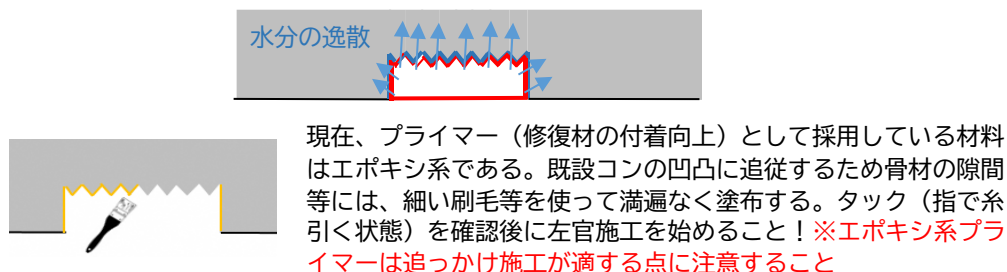 水分の逸散
現在、プライマー（修復材の付着向上）として採用している材料
はエポキシ系である。既設コンの凹凸に追従するため骨材の隙間
等には、細い刷毛等を使って満遍なく塗布する。タック（指で糸
引く状態）を確認後に左官施工を始めること！※エポキシ系プラ
イマーは追っかけ施工が適する点に注意すること